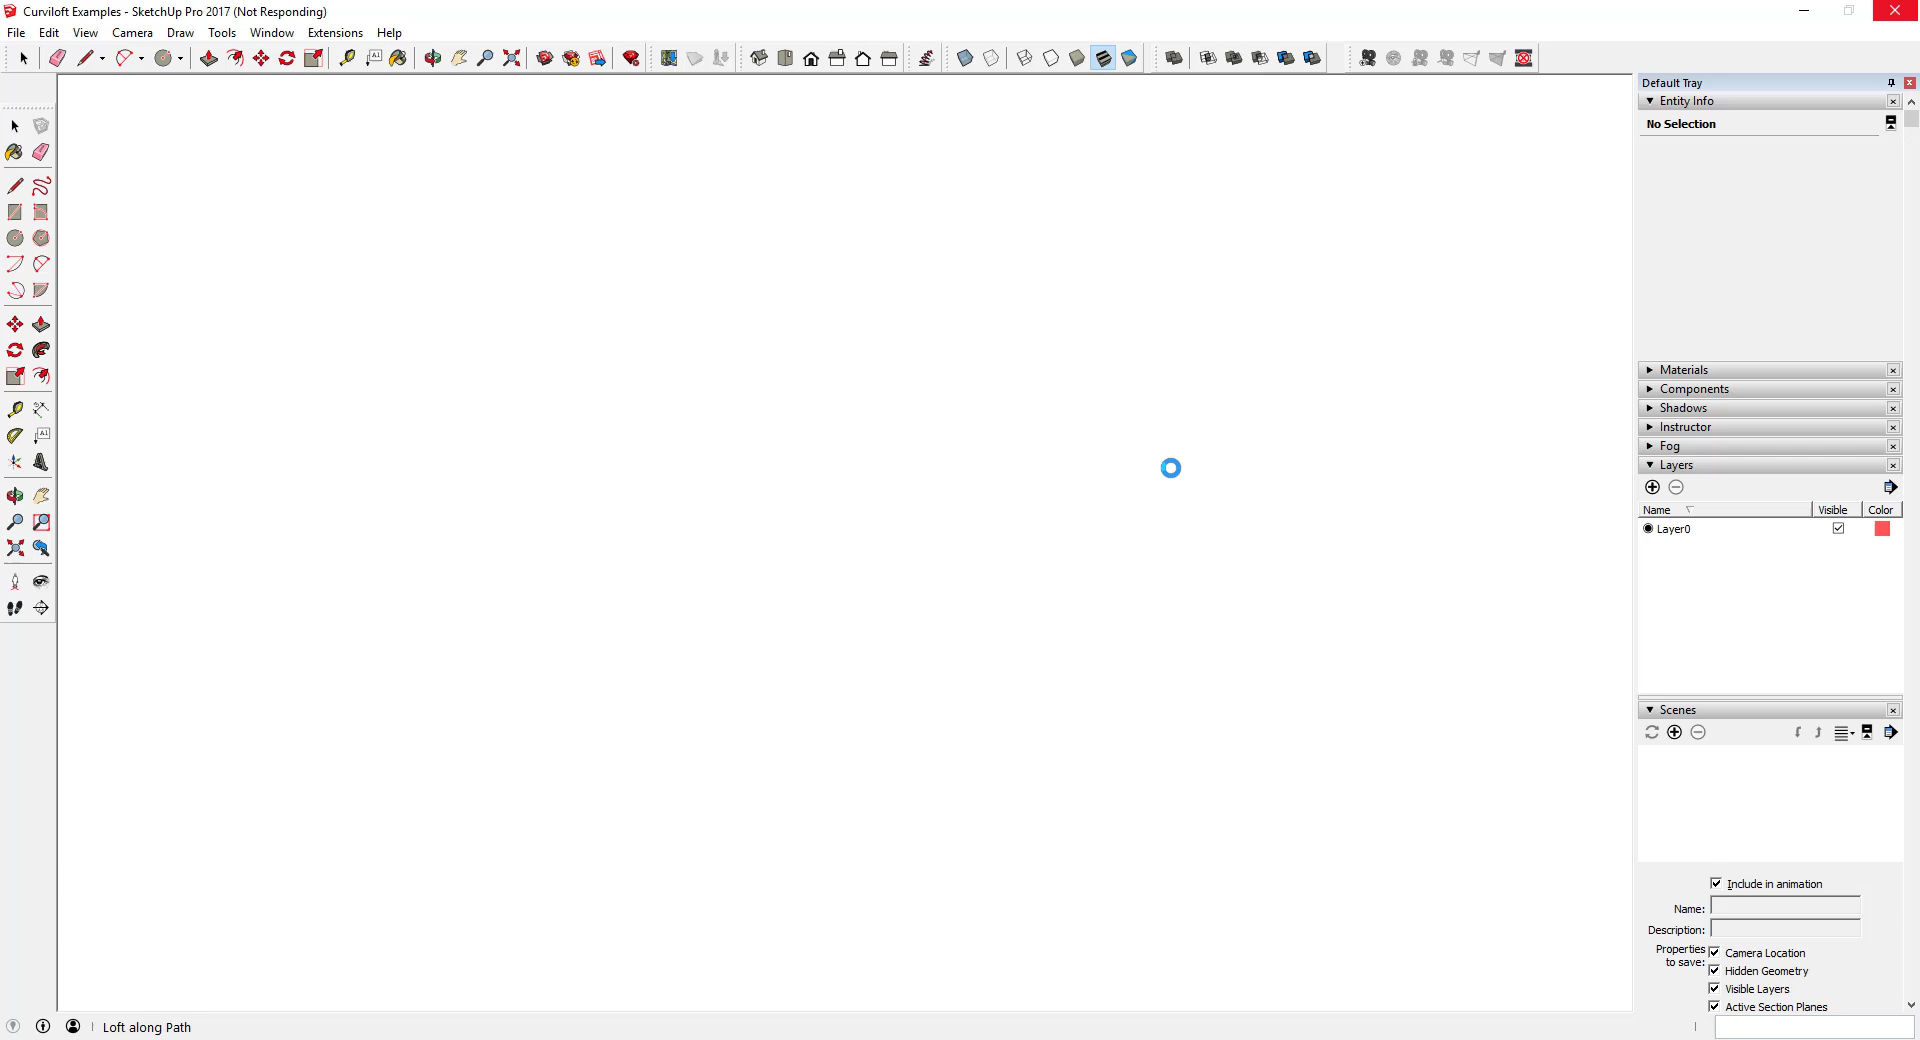 Curviloft Examples - SketchUp Pro 2017 (Not Responding)
File Edit View Camera Draw Tools Window Extensions Help
Default Tray
Entity Info
No Selection
Materials
Components
Shadows
Instructor
Fog
Layers
Name Visible Color
Layer0
Scenes
Include in animation
Name:
Description:
Properties to save:
Camera Location
Hidden Geometry
Visible Layers
Active Section Planes
Loft along Path